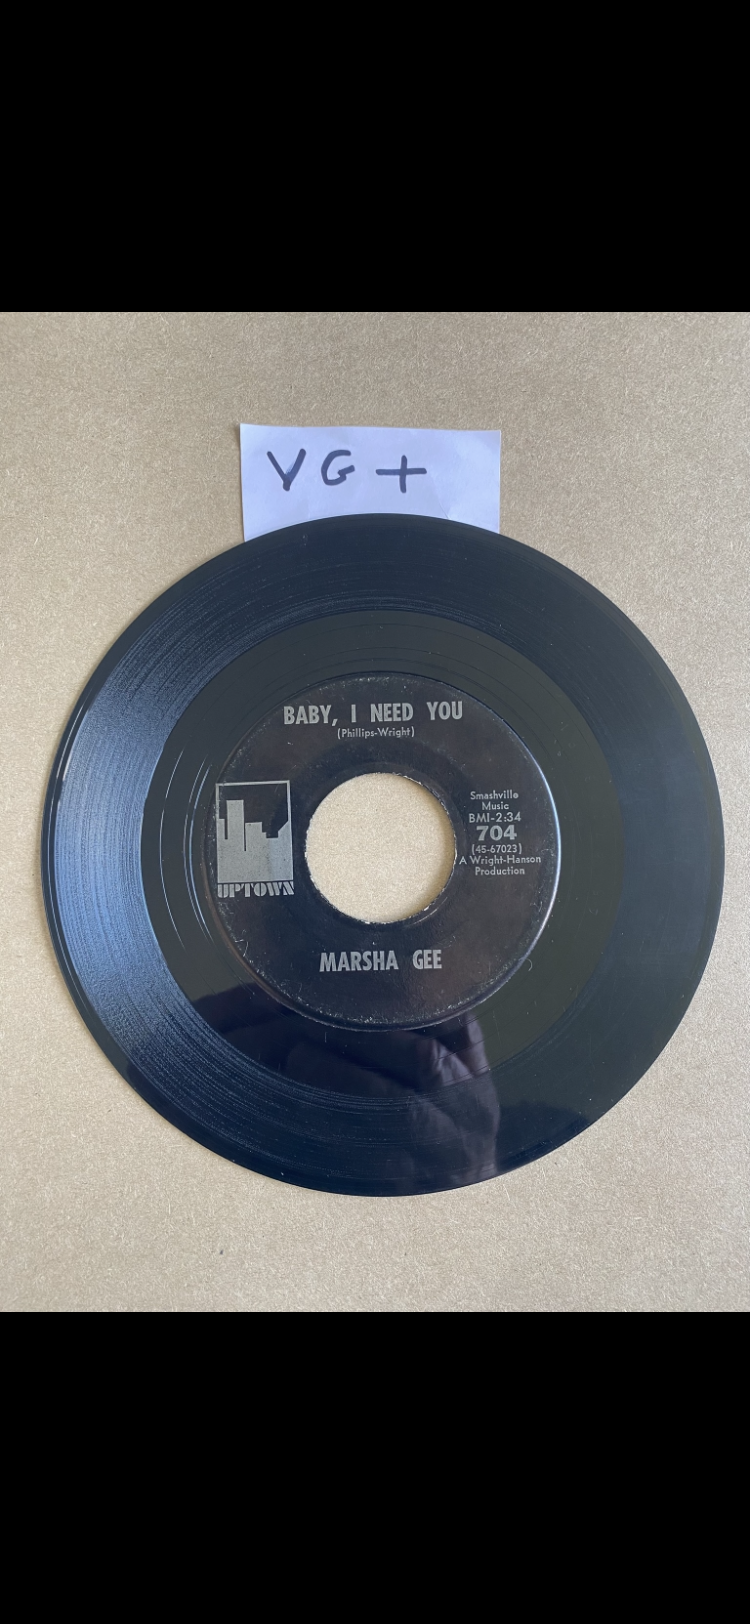 VG+
BABY, I NEED YOU
(Phillips-Wright)
Smashville
Music
BMI-2:34
704
(45-67023)
A Wright-Hanson
Production
UPTOWN
MARSHA GEE